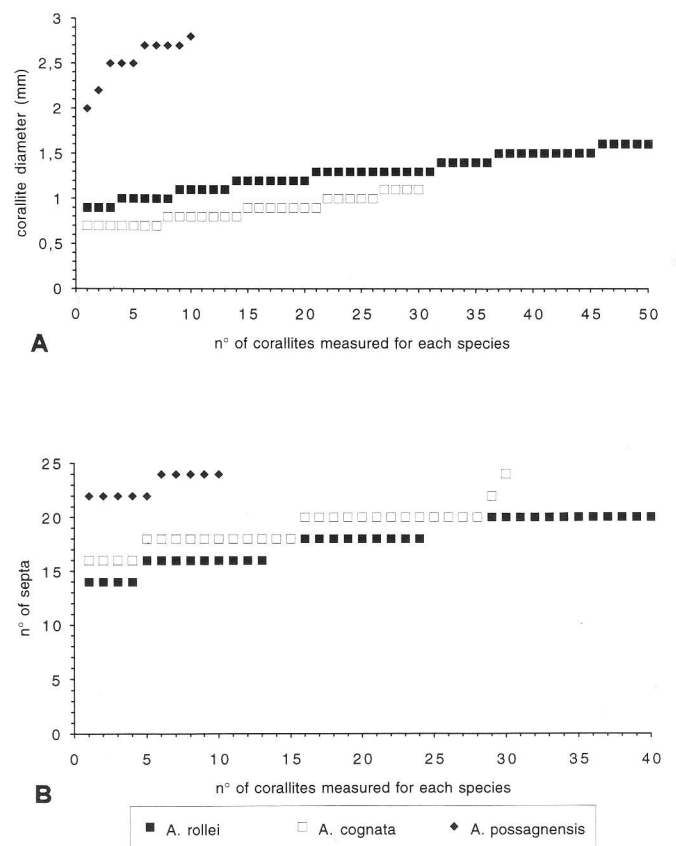 3
2,5
2
1,5
1
0,5
0
corallite diameter (mm)
0 5 10 15 20 25 30 35 40 45 50
n° of corallites measured for each species
A
25
20
15
10
5
0
n° of septa
0 5 10 15 20 25 30 35 40
n° of corallites measured for each species
B
A. rollei A. cognata A. possagnensis